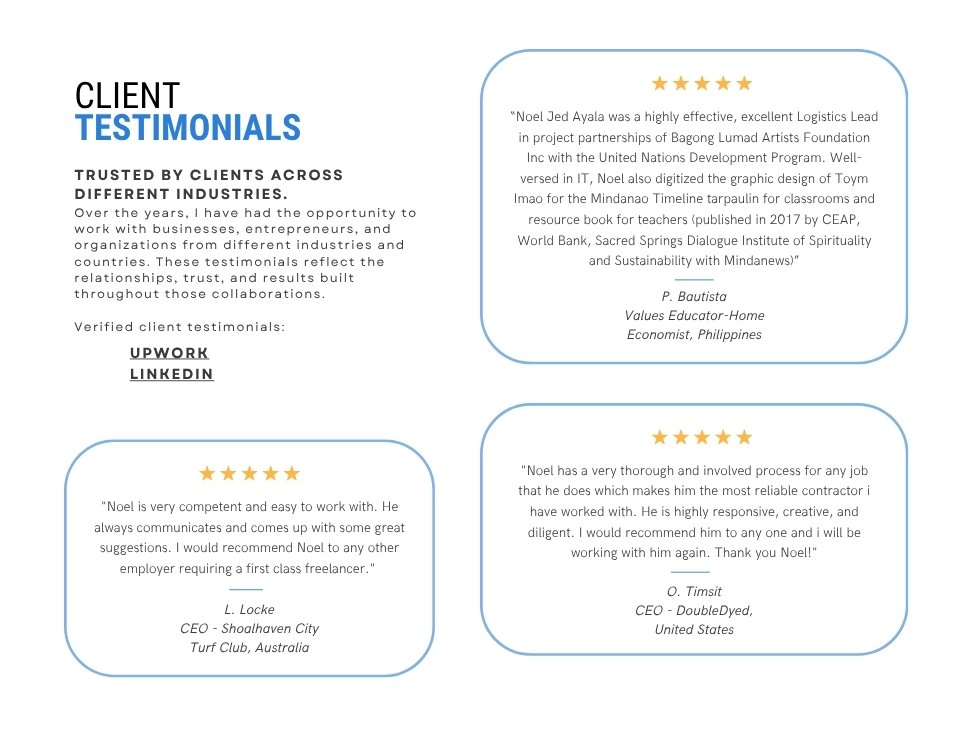 CLIENT
TESTIMONIALS
TRUSTED BY CLIENTS ACROSS
DIFFERENT INDUSTRIES.
Over the years, I have had the opportunity to
work with businesses, entrepreneurs, and
organizations from different industries and
countries. These testimonials reflect the
relationships, trust, and results built
throughout those collaborations.
Verified client testimonials:
UPWORK
LINKEDIN
"Noel is very competent and easy to work with. He
always communicates and comes up with some great
suggestions. I would recommend Noel to any other
employer requiring a first class freelancer."
L. Locke
CEO - Shoalhaven City
Turf Club, Australia
“Noel Jed Ayala was a highly effective, excellent Logistics Lead
in project partnerships of Bagong Lumad Artists Foundation
Inc with the United Nations Development Program. Well-
versed in IT, Noel also digitized the graphic design of Toym
Imao for the Mindanao Timeline tarpaulin for classrooms and
resource book for teachers (published in 2017 by CEAP,
World Bank, Sacred Springs Dialogue Institute of Spirituality
and Sustainability with Mindanews)”
P. Bautista
Values Educator-Home
Economist, Philippines
"Noel has a very thorough and involved process for any job
that he does which makes him the most reliable contractor i
have worked with. He is highly responsive, creative, and
diligent. I would recommend him to any one and i will be
working with him again. Thank you Noel!"
O. Timsit
CEO - DoubleDyed,
United States